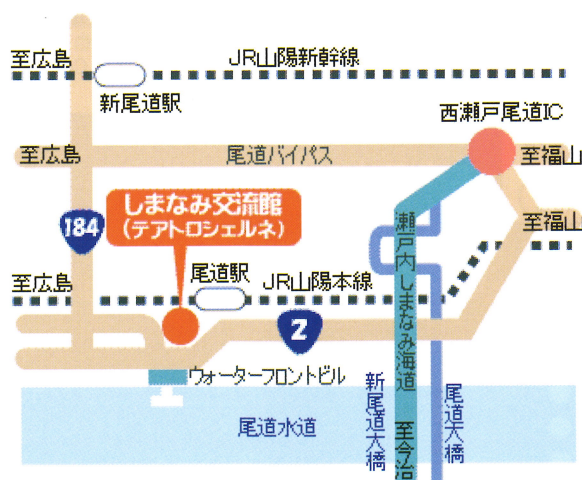 至広島
JR山陽新幹線
新尾道駅
西瀬戸尾道IC
至広島
尾道バイパス
至福山
184
しまなみ交流館
(テアトロシェルネ)
至福山
至広島
尾道駅
JR山陽本線
2
瀬戸内しまなみ海道
ウォーターフロントビル
尾道水道
新尾道大橋
至今治
尾道大橋